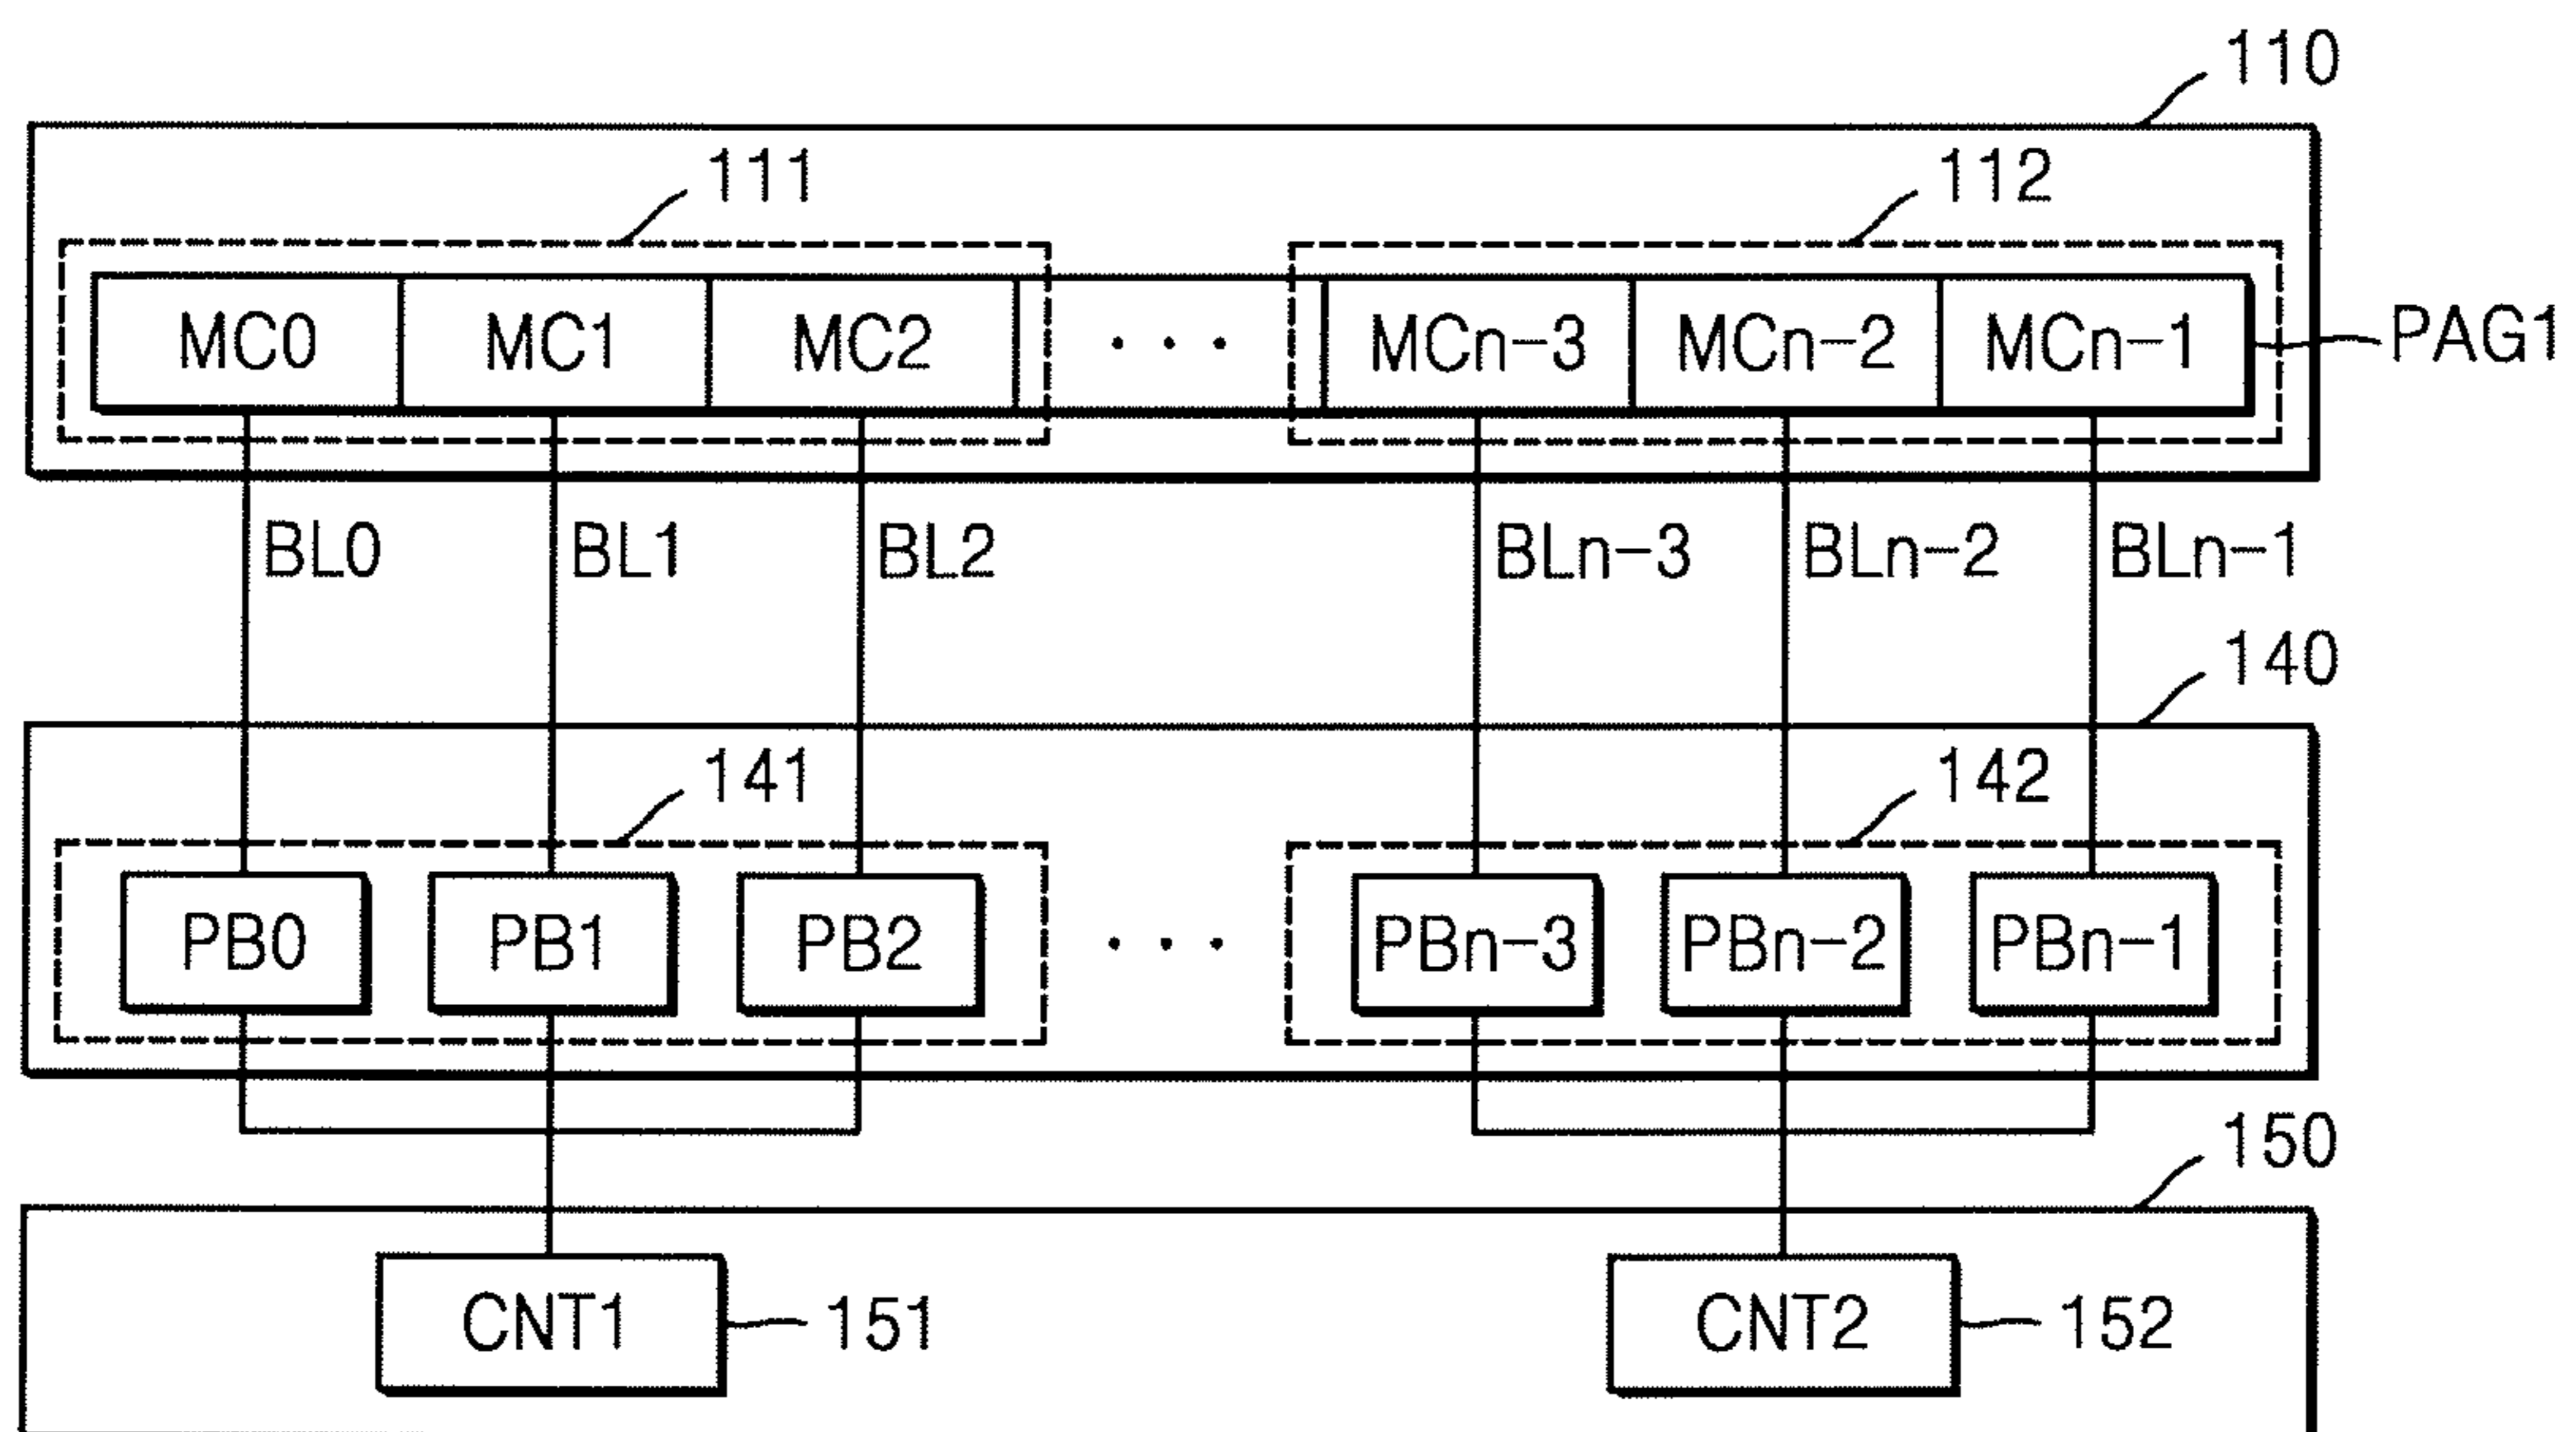 110
111
112
MC0 MC1 MC2 ... MCn-3 MCn-2 MCn-1
PAG1
BL0 BL1 BL2 BLn-3 BLn-2 BLn-1
140
141
142
PB0 PB1 PB2 ... PBn-3 PBn-2 PBn-1
150
CNT1 151 CNT2 152